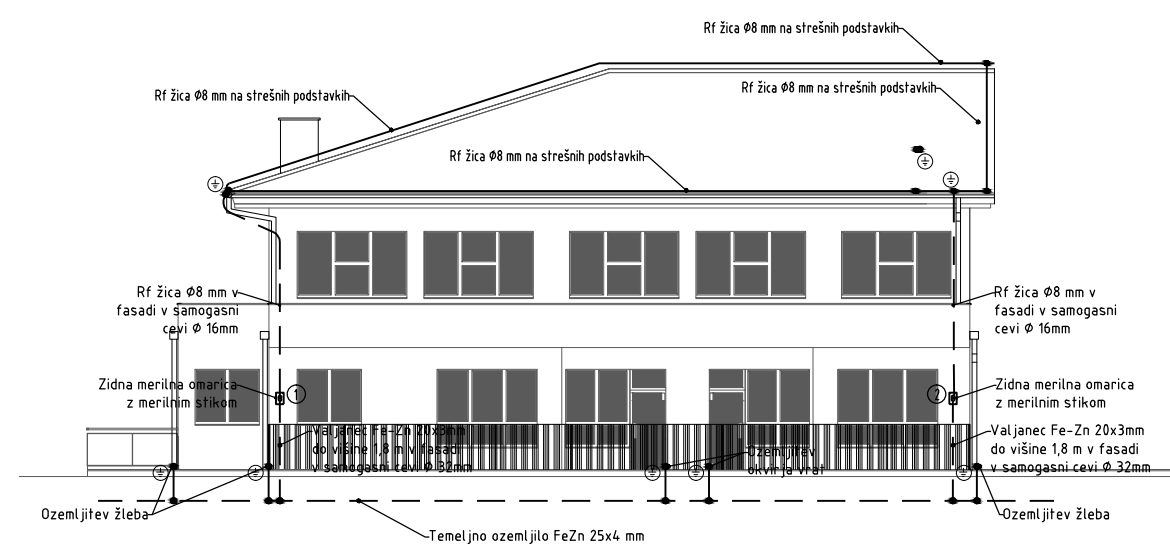 Rf žica Ø8 mm na strešnih podstavkih
Rf žica Ø8 mm na strešnih podstavkih
Rf žica Ø8 mm na strešnih podstavkih
Rf žica Ø8 mm na strešnih podstavkih
Rf žica Ø8 mm v
fasadi v samogasni
cevi Ø 16mm
Rf žica Ø8 mm v
fasadi v samogasni
cevi Ø 16mm
Zidna merilna omarica
z merilnim stikom
1
2
Zidna merilna omarica
z merilnim stikom
Valjanec Fe-Zn 20x3mm
do višine 1,8 m v fasadi
v samogasni cevi Ø 32mm
Ozemljitev
okvirja vrat
Valjanec Fe-Zn 20x3mm
do višine 1,8 m v fasadi
v samogasni cevi Ø 32mm
Ozemljitev žleba
Ozemljitev žleba
Temeljno ozemljilo FeZn 25x4 mm